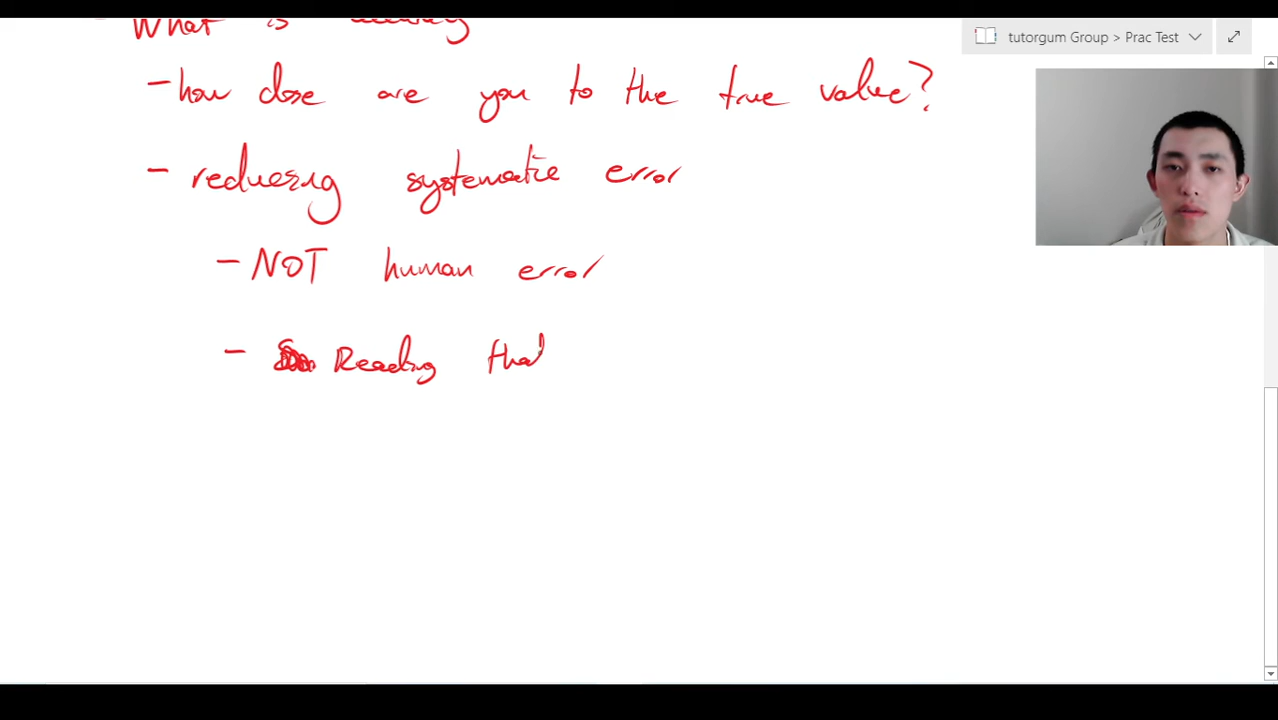 What is accuracy
tutorgum Group > Prac Test
- how close are you to the true value?
- reducing systematic error
- NOT human error
- Reading that